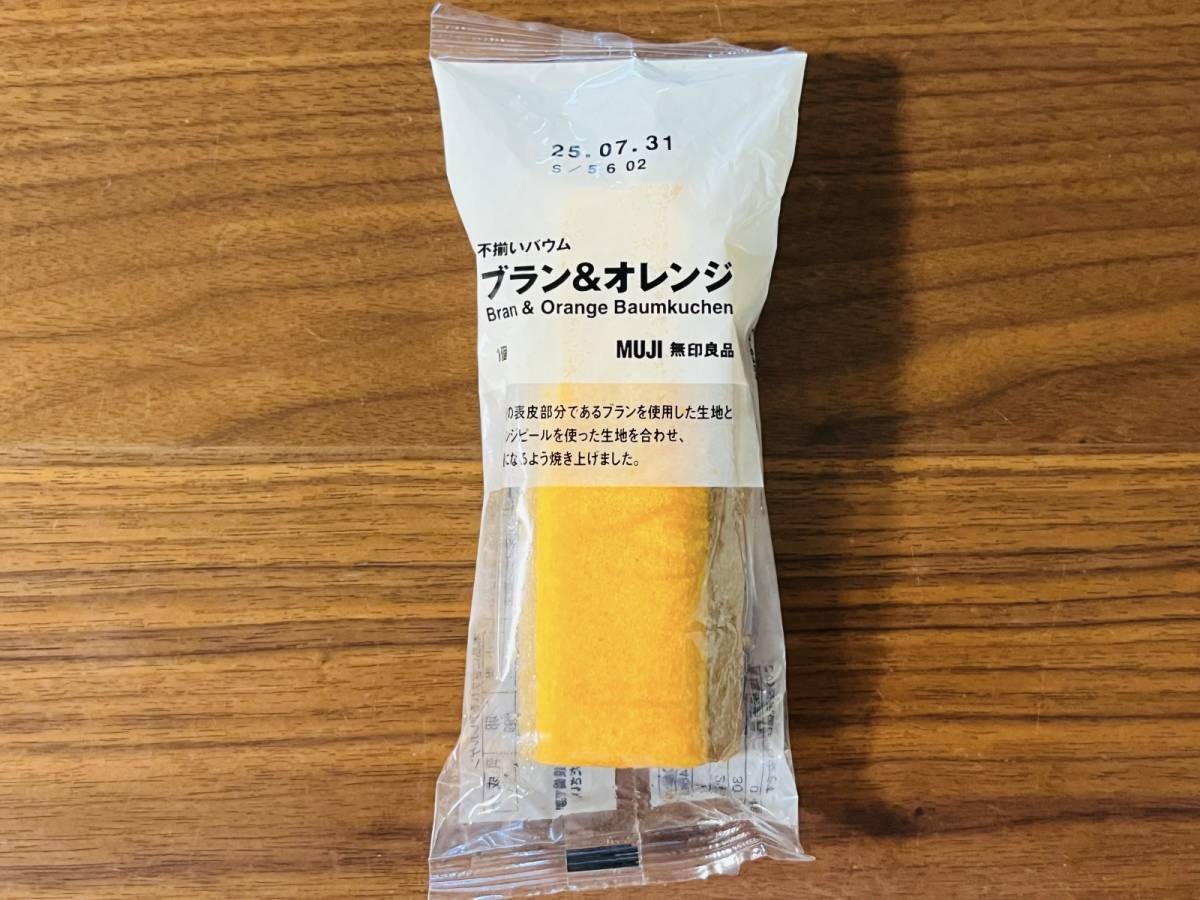 25.07.31
S/5602
不揃いバウム
ブラン&オレンジ
Bran & Orange Baumkuchen
1個
MUJI 無印良品
の表皮部分であるブランを使用した生地と
ンジピールを使った生地を合わせ、
になるよう焼き上げました。